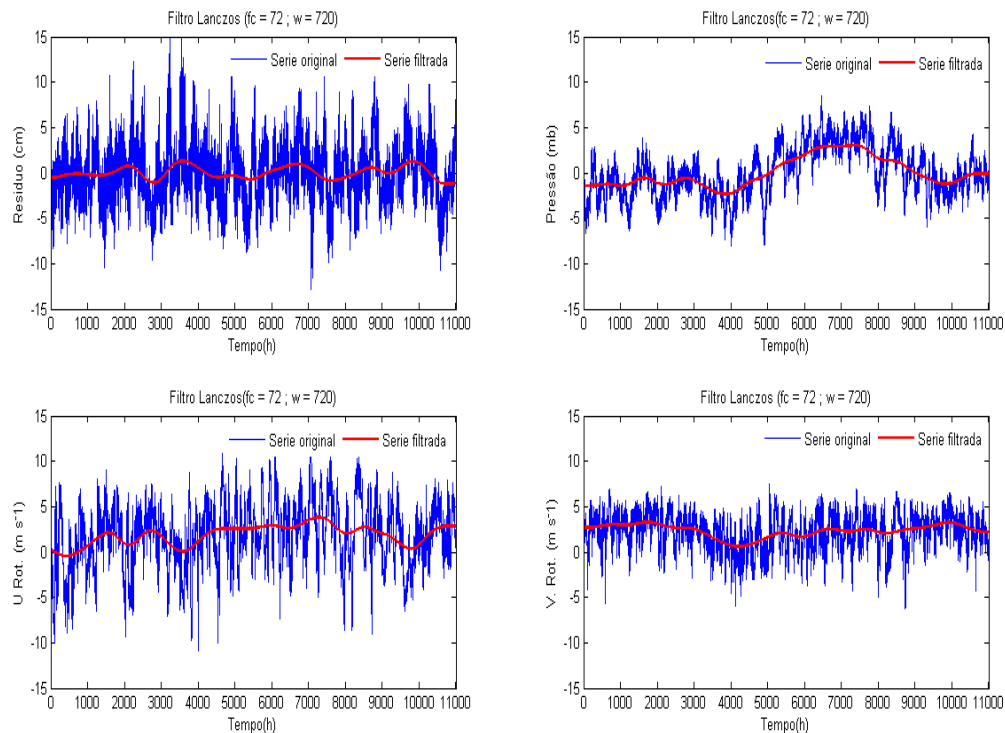 Filtro Lanczos (fc = 72 ; w = 720)
Serie original Serie filtrada
15
10
5
0
-5
-10
-15
Residuo (cm)
0 1000 2000 3000 4000 5000 6000 7000 8000 9000 10000 11000
Tempo(h)
Filtro Lanczos(fc = 72 ; w = 720)
Serie original Serie filtrada
15
10
5
0
-5
-10
-15
Pressão (mb)
0 1000 2000 3000 4000 5000 6000 7000 8000 9000 10000 11000
Tempo(h)
Filtro Lanczos(fc = 72 ; w = 720)
Serie original Serie filtrada
15
10
5
0
-5
-10
-15
U Rot. (m s⁻¹)
0 1000 2000 3000 4000 5000 6000 7000 8000 9000 10000 11000
Tempo(h)
Filtro Lanczos (fc = 72 ; w = 720)
Serie original Serie filtrada
15
10
5
0
-5
-10
-15
V. Rot. (m s⁻¹)
0 1000 2000 3000 4000 5000 6000 7000 8000 9000 10000 11000
Tempo(h)